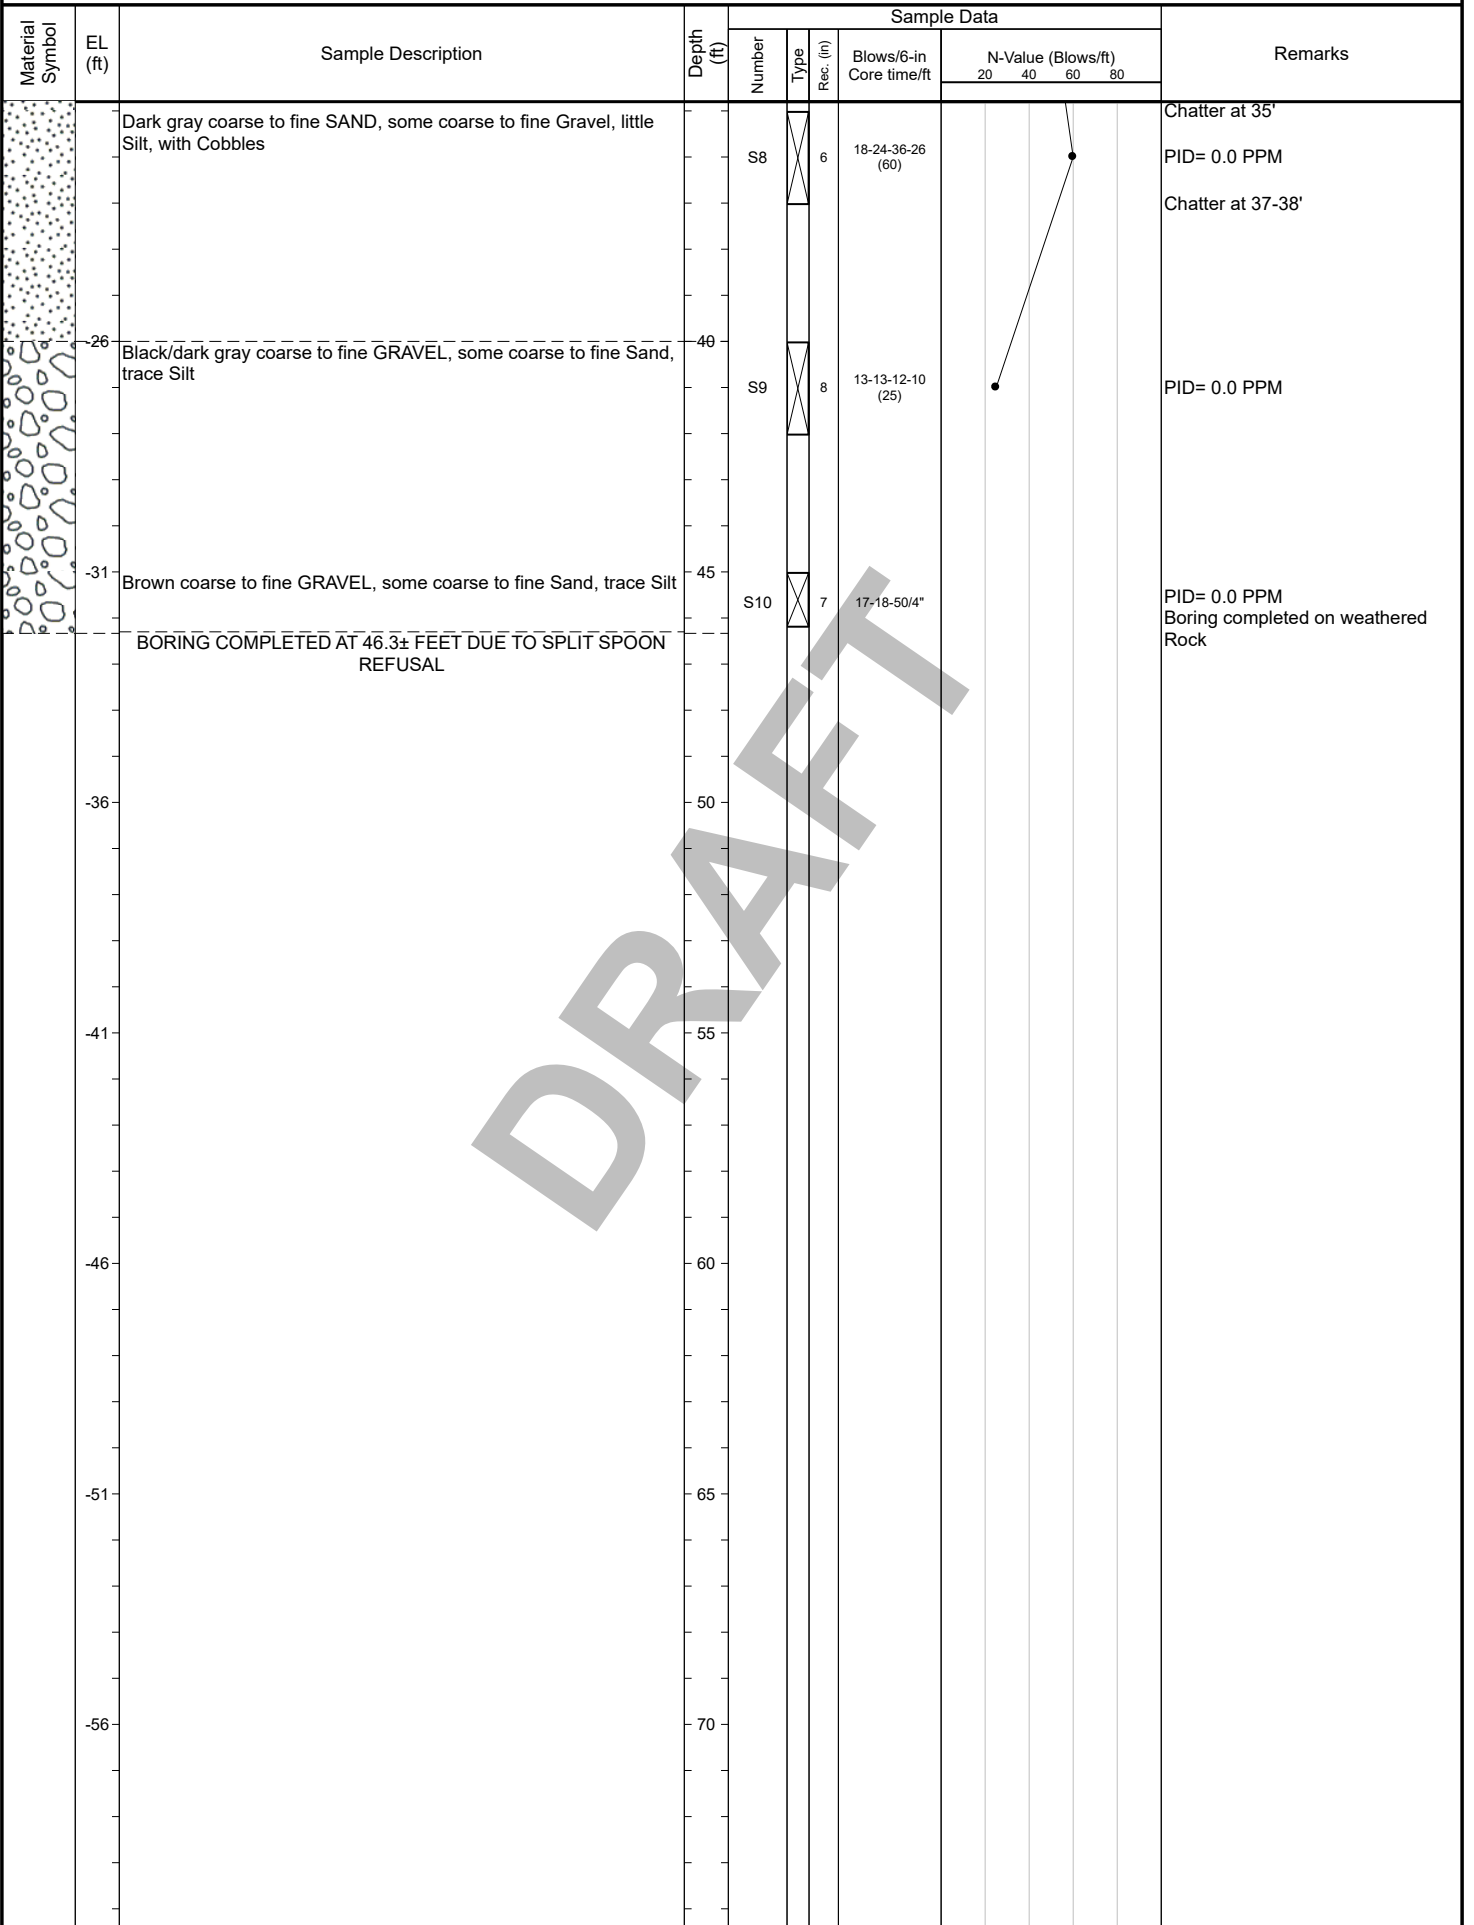 Sample Data
Material
Symbol
EL
(ft)
Sample Description
Depth
(ft)
Number
Type
Rec. (in)
Blows/6-in
Core time/ft
N-Value (Blows/ft)
20 40 60 80
Remarks
Dark gray coarse to fine SAND, some coarse to fine Gravel, little
Silt, with Cobbles
S8
6
18-24-36-26
(60)
Chatter at 35'
PID= 0.0 PPM
Chatter at 37-38'
-26
40
Black/dark gray coarse to fine GRAVEL, some coarse to fine Sand,
trace Silt
S9
8
13-13-12-10
(25)
PID= 0.0 PPM
-31
45
Brown coarse to fine GRAVEL, some coarse to fine Sand, trace Silt
S10
7
17-18-50/4"
PID= 0.0 PPM
Boring completed on weathered
Rock
BORING COMPLETED AT 46.3± FEET DUE TO SPLIT SPOON
REFUSAL
-36
50
-41
55
-46
60
-51
65
-56
70
DRAFT